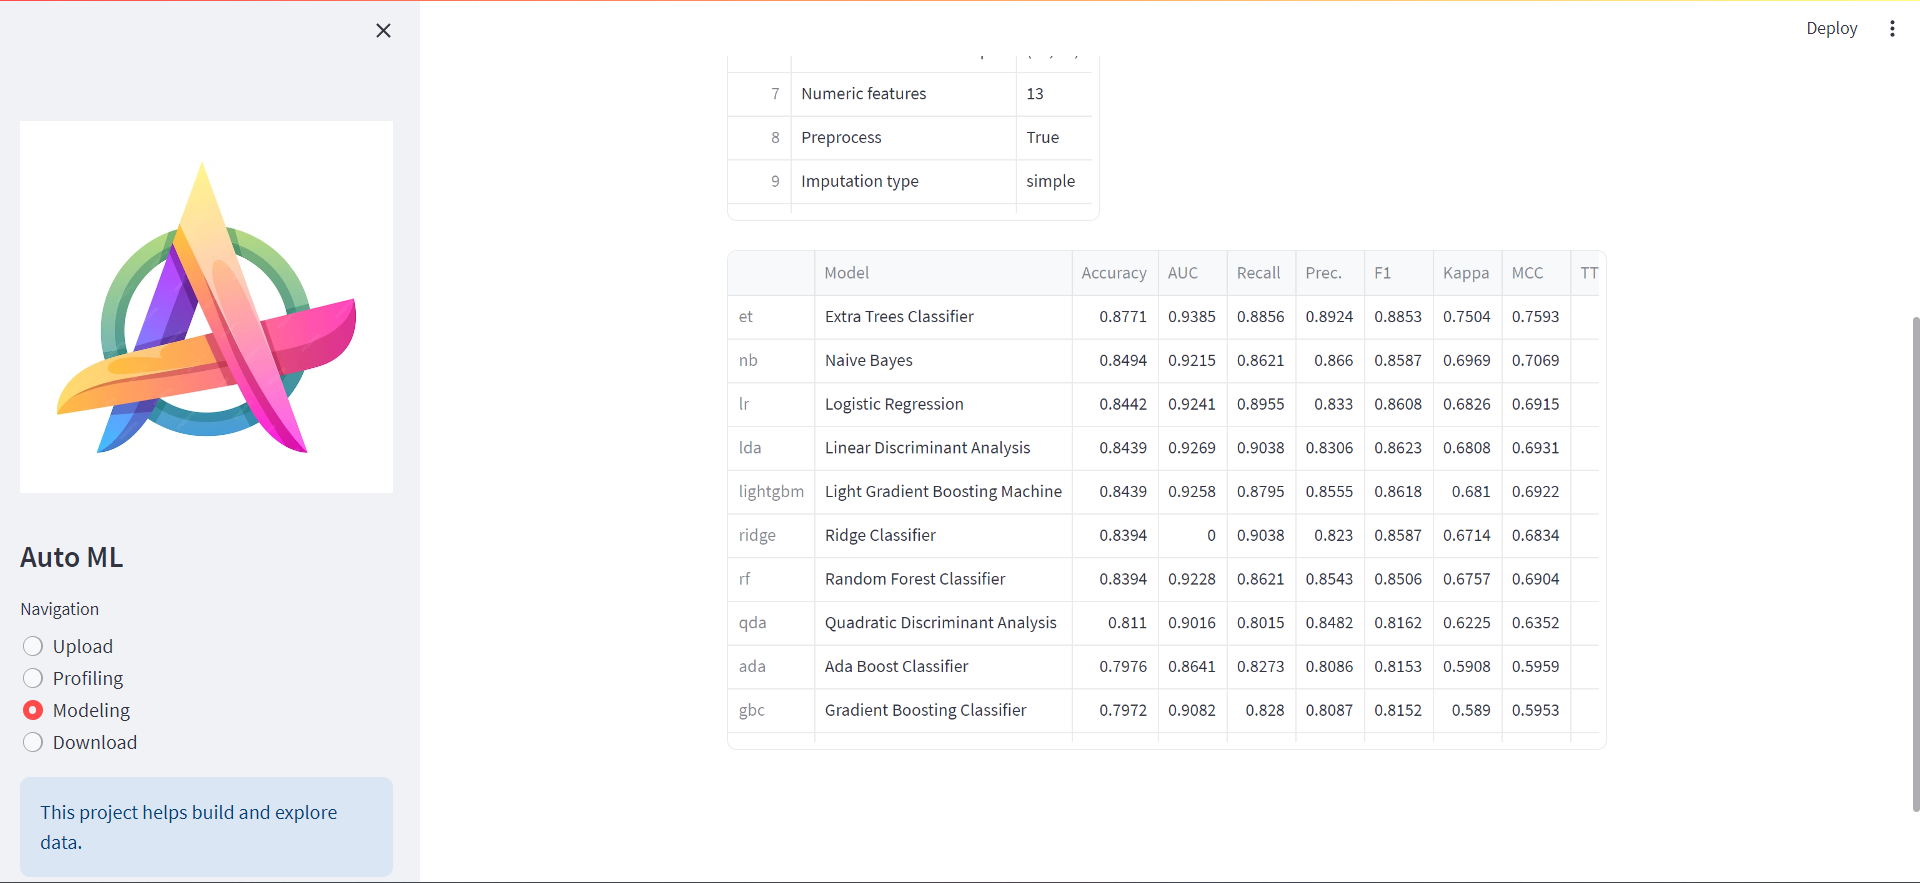 Deploy
7 Numeric features 13
8 Preprocess True
9 Imputation type simple
Model Accuracy AUC Recall Prec. F1 Kappa MCC TT
et Extra Trees Classifier 0.8771 0.9385 0.8856 0.8924 0.8853 0.7504 0.7593
nb Naive Bayes 0.8494 0.9215 0.8621 0.866 0.8587 0.6969 0.7069
lr Logistic Regression 0.8442 0.9241 0.8955 0.833 0.8608 0.6826 0.6915
lda Linear Discriminant Analysis 0.8439 0.9269 0.9038 0.8306 0.8623 0.6808 0.6931
lightgbm Light Gradient Boosting Machine 0.8439 0.9258 0.8795 0.8555 0.8618 0.681 0.6922
ridge Ridge Classifier 0.8394 0 0.9038 0.823 0.8587 0.6714 0.6834
rf Random Forest Classifier 0.8394 0.9228 0.8621 0.8543 0.8506 0.6757 0.6904
qda Quadratic Discriminant Analysis 0.811 0.9016 0.8015 0.8482 0.8162 0.6225 0.6352
ada Ada Boost Classifier 0.7976 0.8641 0.8273 0.8086 0.8153 0.5908 0.5959
gbc Gradient Boosting Classifier 0.7972 0.9082 0.828 0.8087 0.8152 0.589 0.5953
Auto ML
Navigation
Upload
Profiling
Modeling
Download
This project helps build and explore
data.